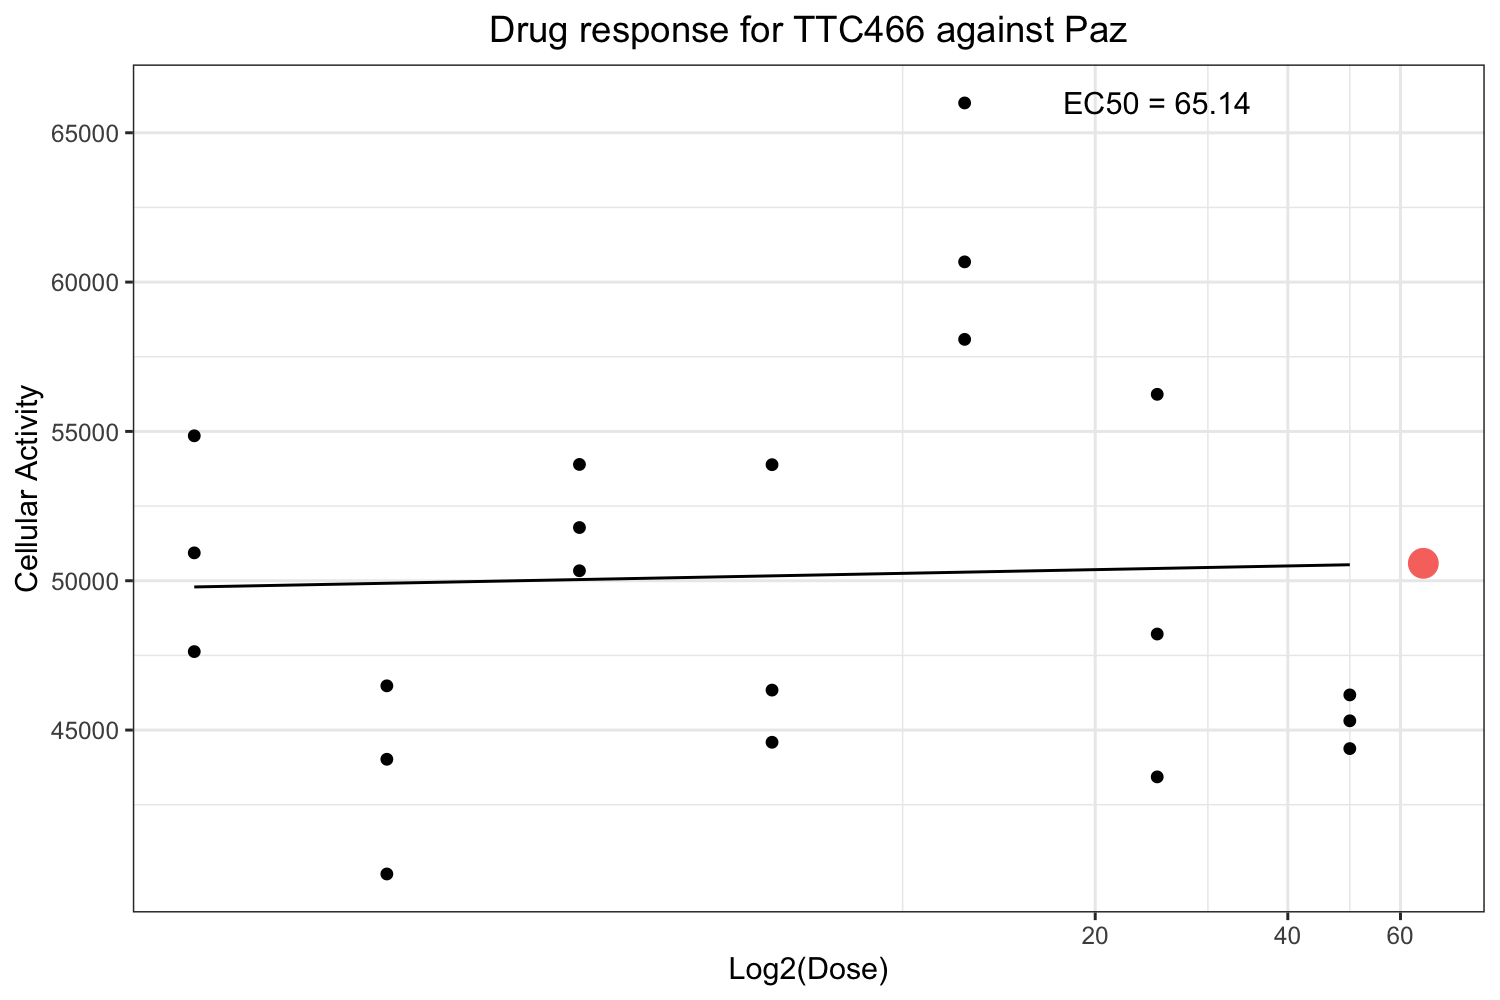 Drug response for TTC466 against Paz
EC50 = 65.14
65000
60000
55000
50000
45000
Cellular Activity
20 40 60
Log2(Dose)